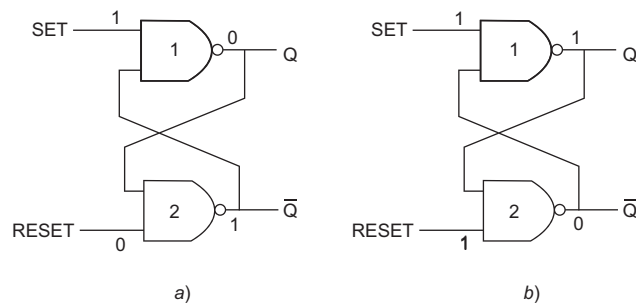 SET 1 1 0 Q
2 1 Q̅
RESET 0
a)
SET 1 1 1 Q
2 0 Q̅
RESET 1
b)